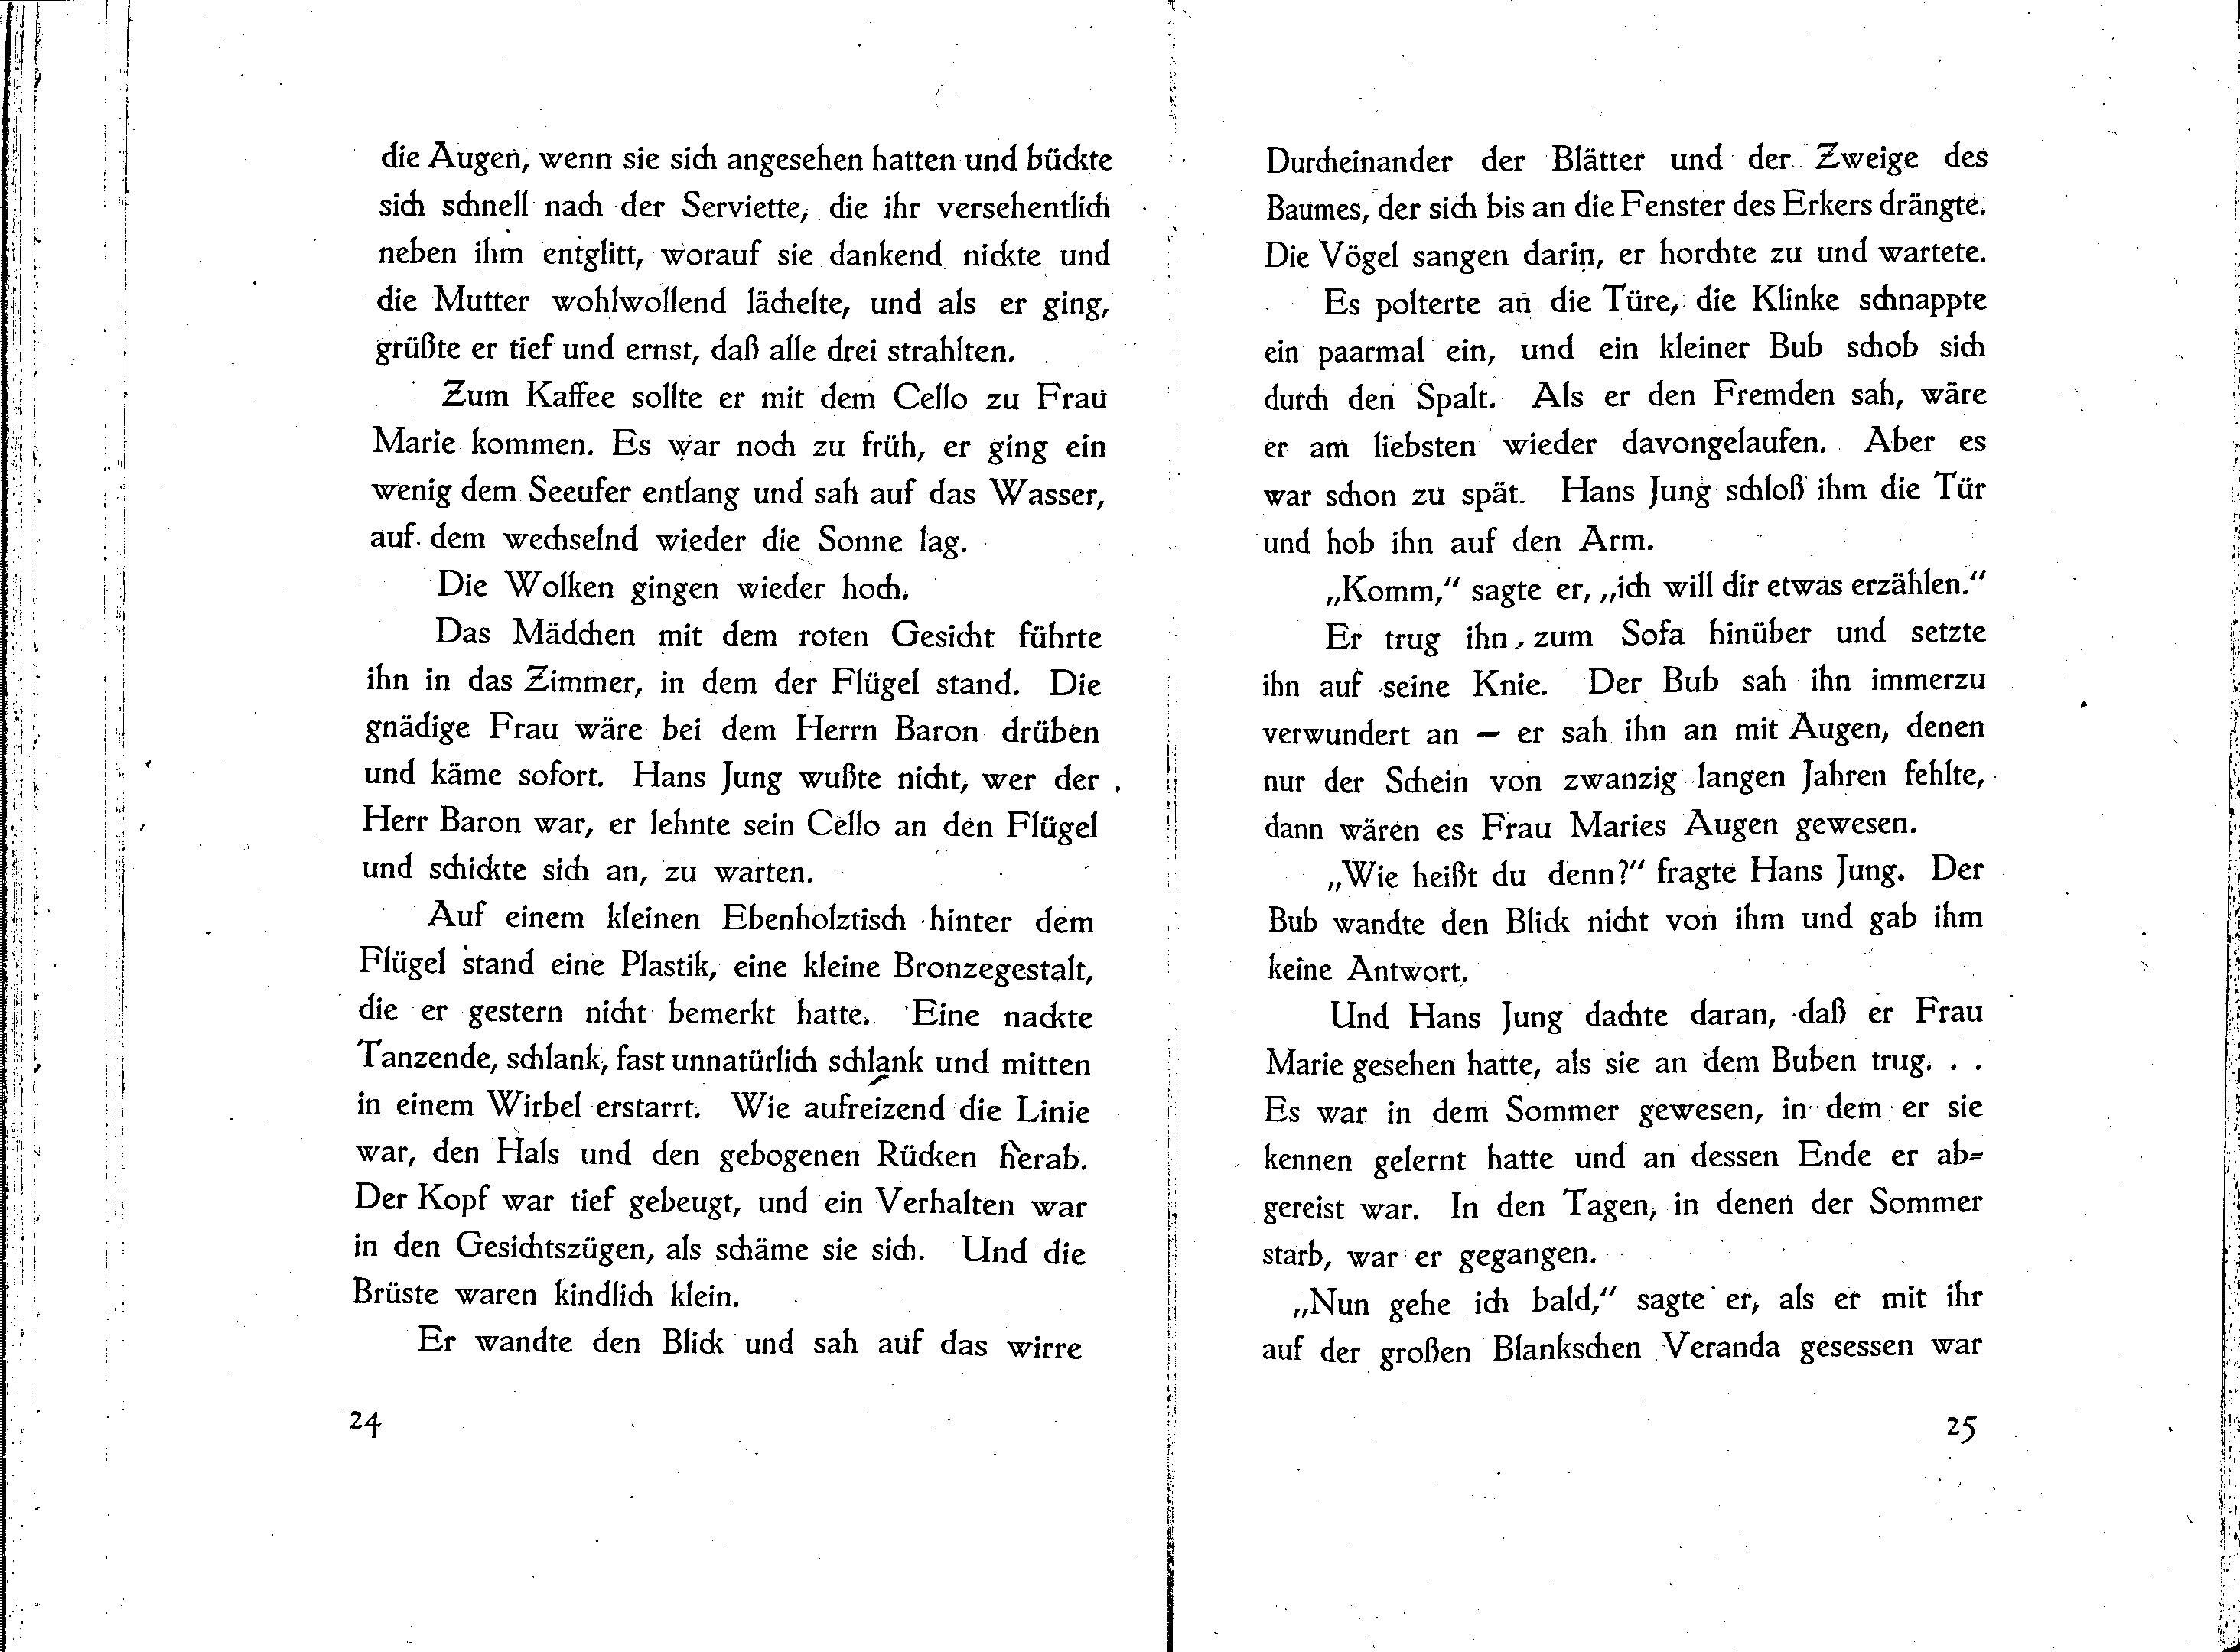 die Augen, wenn sie sich angesehen hatten und bückte
sich schnell nach der Serviette, die ihr versehentlich
neben ihm entglitt, worauf sie dankend nickte und
die Mutter wohlwollend lächelte, und als er ging,
grüßte er tief und ernst, daß alle drei strahlten.
Zum Kaffee sollte er mit dem Cello zu Frau
Marie kommen. Es war noch zu früh, er ging ein
wenig dem Seeufer entlang und sah auf das Wasser,
auf dem wechselnd wieder die Sonne lag.
Die Wolken gingen wieder hoch.
Das Mädchen mit dem roten Gesicht führte
ihn in das Zimmer, in dem der Flügel stand. Die
gnädige Frau wäre bei dem Herrn Baron drüben
und käme sofort. Hans Jung wußte nicht, wer der
Herr Baron war, er lehnte sein Cello an den Flügel
und schickte sich an, zu warten.
Auf einem kleinen Ebenholztisch hinter dem
Flügel stand eine Plastik, eine kleine Bronzegestalt,
die er gestern nicht bemerkt hatte. Eine nackte
Tanzende, schlank, fast unnatürlich schlank und mitten
in einem Wirbel erstarrt. Wie aufreizend die Linie
war, den Hals und den gebogenen Rücken herab.
Der Kopf war tief gebeugt, und ein Verhalten war
in den Gesichtszügen, als schäme sie sich. Und die
Brüste waren kindlich klein.
Er wandte den Blick und sah auf das wirre
24
Durcheinander der Blätter und der Zweige des
Baumes, der sich bis an die Fenster des Erkers drängte.
Die Vögel sangen darin, er horchte zu und wartete.
Es polterte an die Türe, die Klinke schnappte
ein paarmal ein, und ein kleiner Bub schob sich
durch den Spalt. Als er den Fremden sah, wäre
er am liebsten wieder davongelaufen. Aber es
war schon zu spät. Hans Jung schloß ihm die Tür
und hob ihn auf den Arm.
„Komm,“ sagte er, „ich will dir etwas erzählen.“
Er trug ihn zum Sofa hinüber und setzte
ihn auf seine Knie. Der Bub sah ihn immerzu
verwundert an — er sah ihn an mit Augen, denen
nur der Schein von zwanzig langen Jahren fehlte,
dann wären es Frau Maries Augen gewesen.
„Wie heißt du denn?“ fragte Hans Jung. Der
Bub wandte den Blick nicht von ihm und gab ihm
keine Antwort.
Und Hans Jung dachte daran, daß er Frau
Marie gesehen hatte, als sie an dem Buben trug. . .
Es war in dem Sommer gewesen, in dem er sie
kennen gelernt hatte und an dessen Ende er ab-
gereist war. In den Tagen, in denen der Sommer
starb, war er gegangen.
„Nun gehe ich bald,“ sagte er, als er mit ihr
auf der großen Blankschen Veranda gesessen war
25